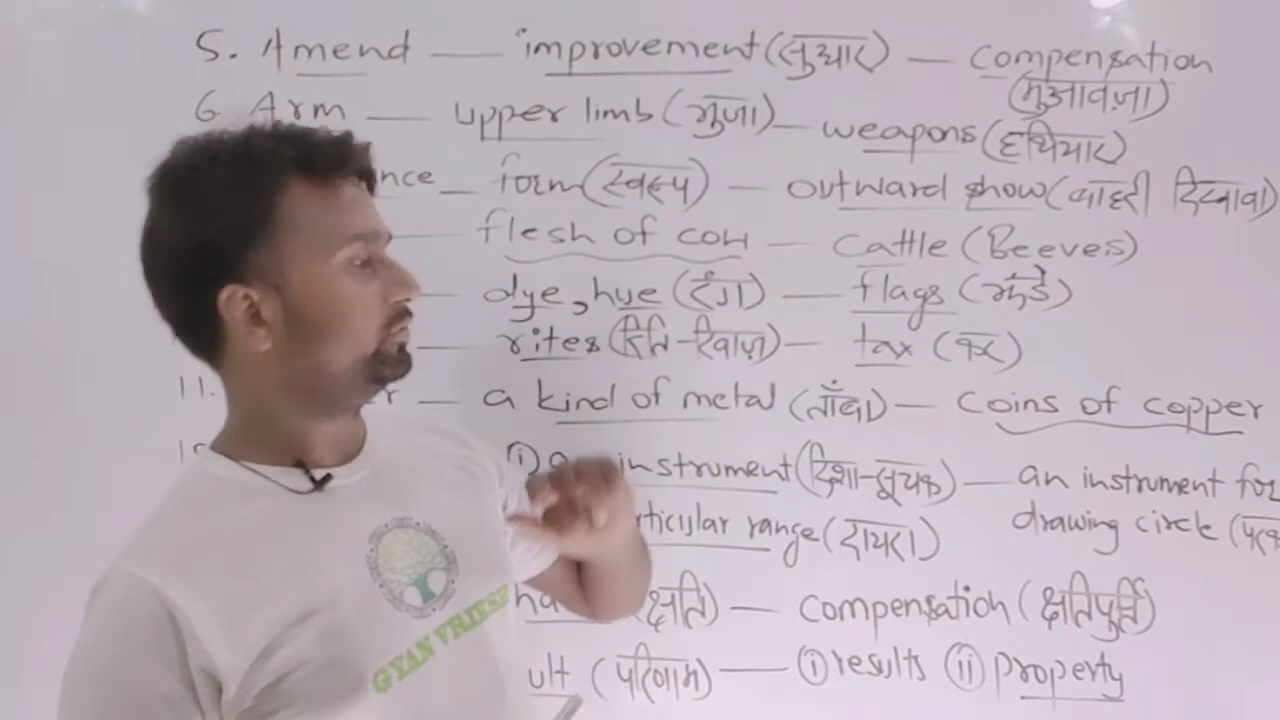 5. Amend — improvement (सुधार) — compensation
(मुआवज़ा)
6. Arm — upper limb (भुजा) — weapons (हथियार)
nce — form (स्वरूप) — outward show (बाहरी दिखावा)
— flesh of cow — cattle (Beeves)
— dye, hue (रंग) — flags (झंडे)
— rites (रिति-रिवाज़) — tax (कर)
11. r — a kind of metal (ताँबा) — coins of copper
(i) instrument (दिशा-सूचक) — an instrument for
rticular range (दायरा) drawing circle
ha (क्षति) — compensation (क्षतिपूर्ति)
ult (परिणाम) — (i) results (ii) property
GYAN VRIKSH